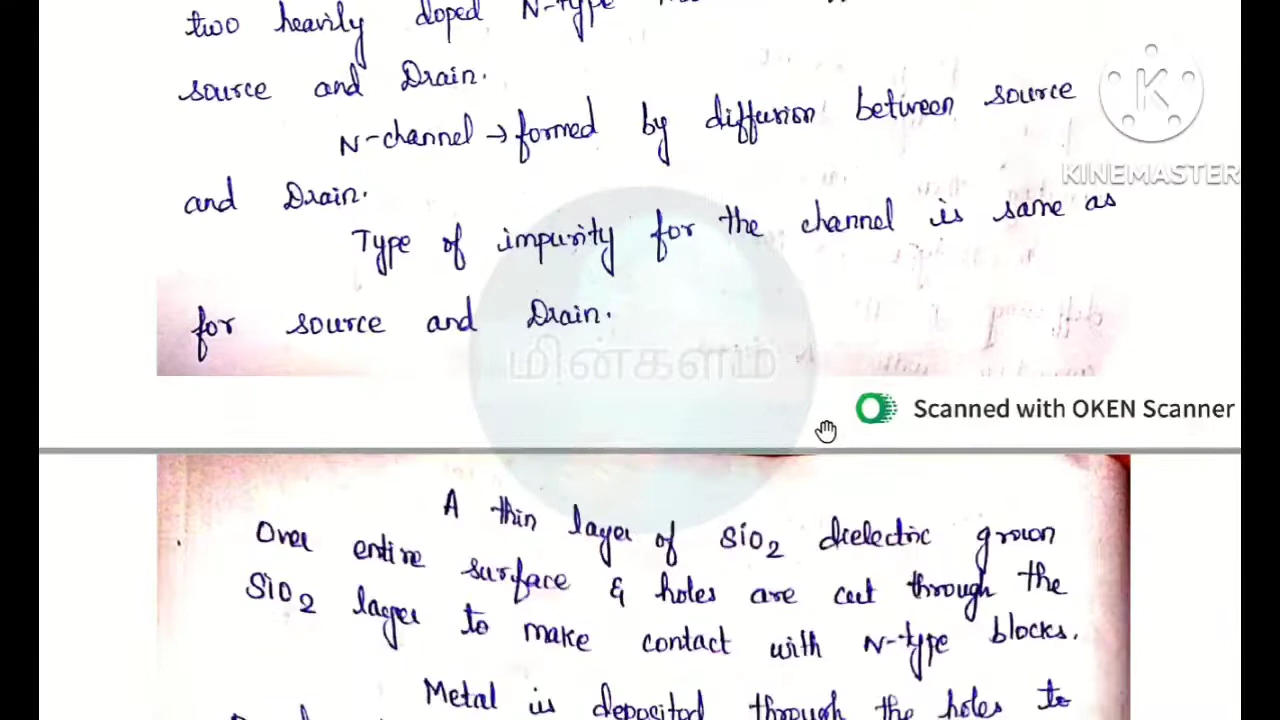 two heavily doped N-type
source and Drain.
N-channel → formed by diffusion between source
and Drain.
Type of impurity for the channel is same as
for source and Drain.
KINEMASTER
மின்களம்
Scanned with OKEN Scanner
A thin layer of SiO2 dielectric grown
Over entire surface & holes are cut through the
SiO2 layer to make contact with N-type blocks.
Metal is deposited through the holes to